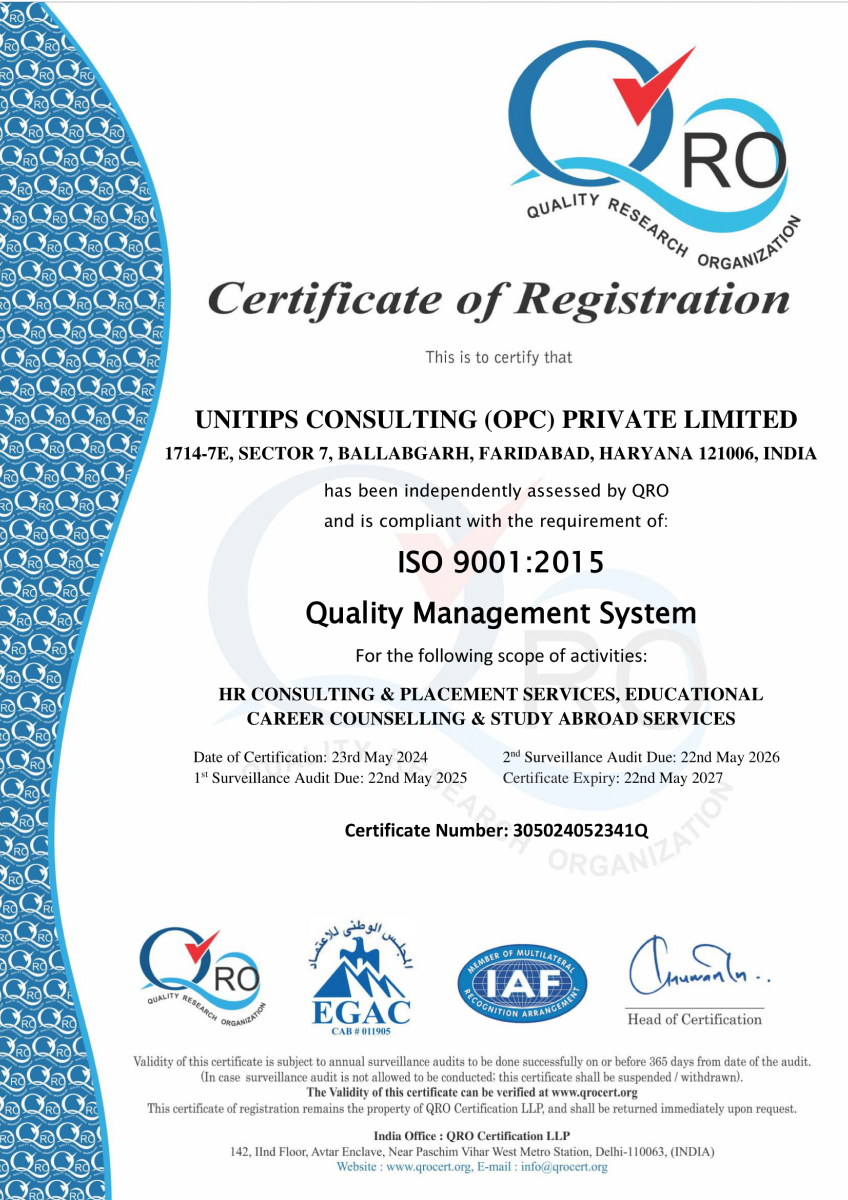 QRO
QUALITY RESEARCH ORGANIZATION
Certificate of Registration
This is to certify that
UNITIPS CONSULTING (OPC) PRIVATE LIMITED
1714-7E, SECTOR 7, BALLABGARH, FARIDABAD, HARYANA 121006, INDIA
has been independently assessed by QRO
and is compliant with the requirement of:
ISO 9001:2015
Quality Management System
For the following scope of activities:
HR CONSULTING & PLACEMENT SERVICES, EDUCATIONAL
CAREER COUNSELLING & STUDY ABROAD SERVICES
Date of Certification: 23rd May 2024
2nd Surveillance Audit Due: 22nd May 2026
1st Surveillance Audit Due: 22nd May 2025
Certificate Expiry: 22nd May 2027
Certificate Number: 305024052341Q
QRO
QUALITY RESEARCH ORGANIZATION
المجلس الوطني للاعتماد
EGAC
CAB # 011905
MEMBER OF MULTILATERAL
IAF
RECOGNITION ARRANGEMENT
Head of Certification
Validity of this certificate is subject to annual surveillance audits to be done successfully on or before 365 days from date of the audit.
(In case surveillance audit is not allowed to be conducted; this certificate shall be suspended / withdrawn).
The Validity of this certificate can be verified at www.qrocert.org
This certificate of registration remains the property of QRO Certification LLP, and shall be returned immediately upon request.
India Office : QRO Certification LLP
142, IInd Floor, Avtar Enclave, Near Paschim Vihar West Metro Station, Delhi-110063, (INDIA)
Website : www.qrocert.org, E-mail : info@qrocert.org